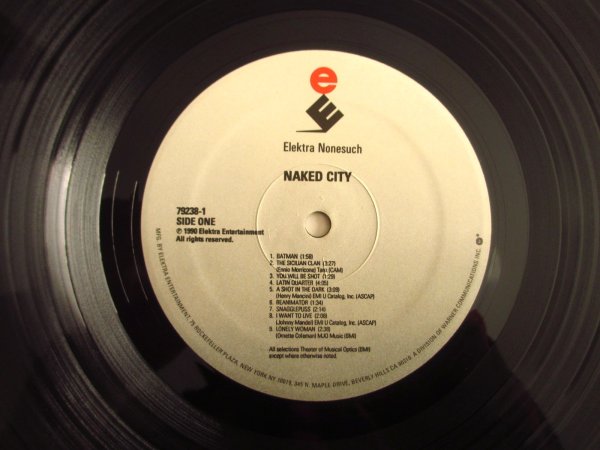 e
E
Elektra Nonesuch
NAKED CITY
79238-1
SIDE ONE
℗ 1990 Elektra Entertainment
All rights reserved.
1. BATMAN (1:58)
2. THE SICILIAN CLAN (3:27)
(Ennio Morricone) Tato (CAM)
3. YOU WILL BE SHOT (1:29)
4. LATIN QUARTER (4:05)
5. A SHOT IN THE DARK (3:09)
(Henry Mancini) EMI U Catalog, Inc. (ASCAP)
6. REANIMATOR (1:34)
7. SNAGGLEPUSS (2:14)
8. I WANT TO LIVE (2:08)
(Johnny Mandel) EMI U Catalog, Inc. (ASCAP)
9. LONELY WOMAN (2:38)
(Ornette Coleman) MJQ Music (BMI)
All selections Theater of Musical Optics (BMI)
except where otherwise noted.
MFG. BY ELEKTRA ENTERTAINMENT, 75 ROCKEFELLER PLAZA, NEW YORK NY 10019, 345 N. MAPLE DRIVE, BEVERLY HILLS CA 90210. A DIVISION OF WARNER COMMUNICATIONS INC.